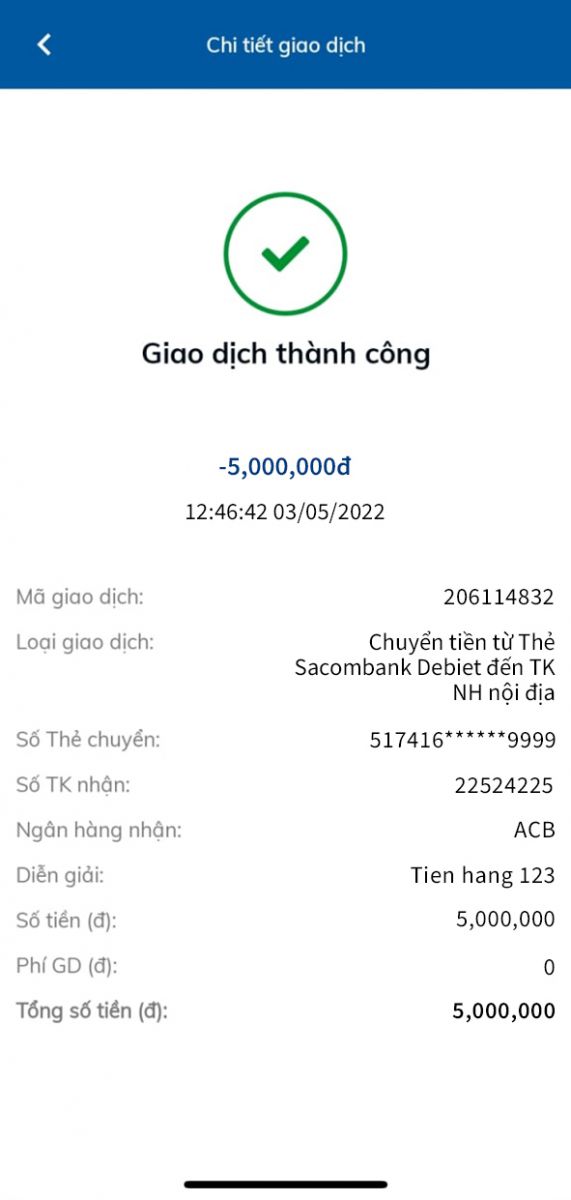 Chi tiết giao dịch
Giao dịch thành công
-5,000,000đ
12:46:42 03/05/2022
Mã giao dịch: 206114832
Loại giao dịch: Chuyển tiền từ Thẻ
Sacombank Debiet đến TK
NH nội địa
Số Thẻ chuyển: 517416******9999
Số TK nhận: 22524225
Ngân hàng nhận: ACB
Diễn giải: Tien hang 123
Số tiền (đ): 5,000,000
Phí GD (đ): 0
Tổng số tiền (đ): 5,000,000